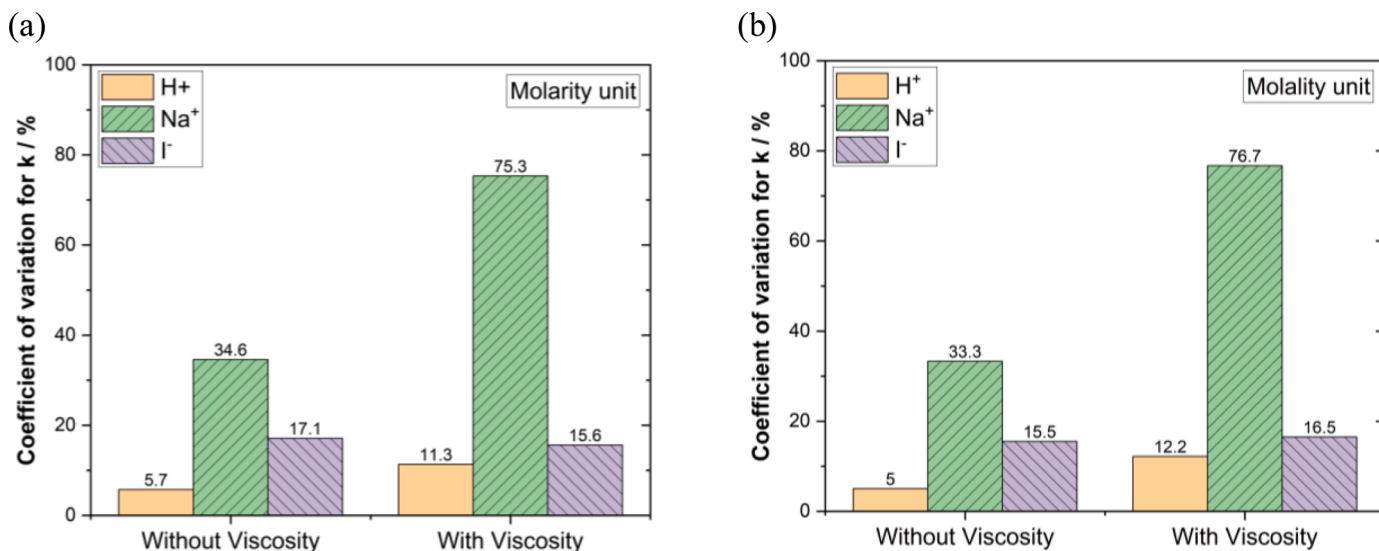 (a)
Coefficient of variation for k / %
100
80
60
40
20
0
H+
Na⁺
I⁻
Molarity unit
5.7
34.6
17.1
11.3
75.3
15.6
Without Viscosity
With Viscosity
(b)
Coefficient of variation for k / %
100
80
60
40
20
0
H⁺
Na⁺
I⁻
Molality unit
5
33.3
15.5
12.2
76.7
16.5
Without Viscosity
With Viscosity